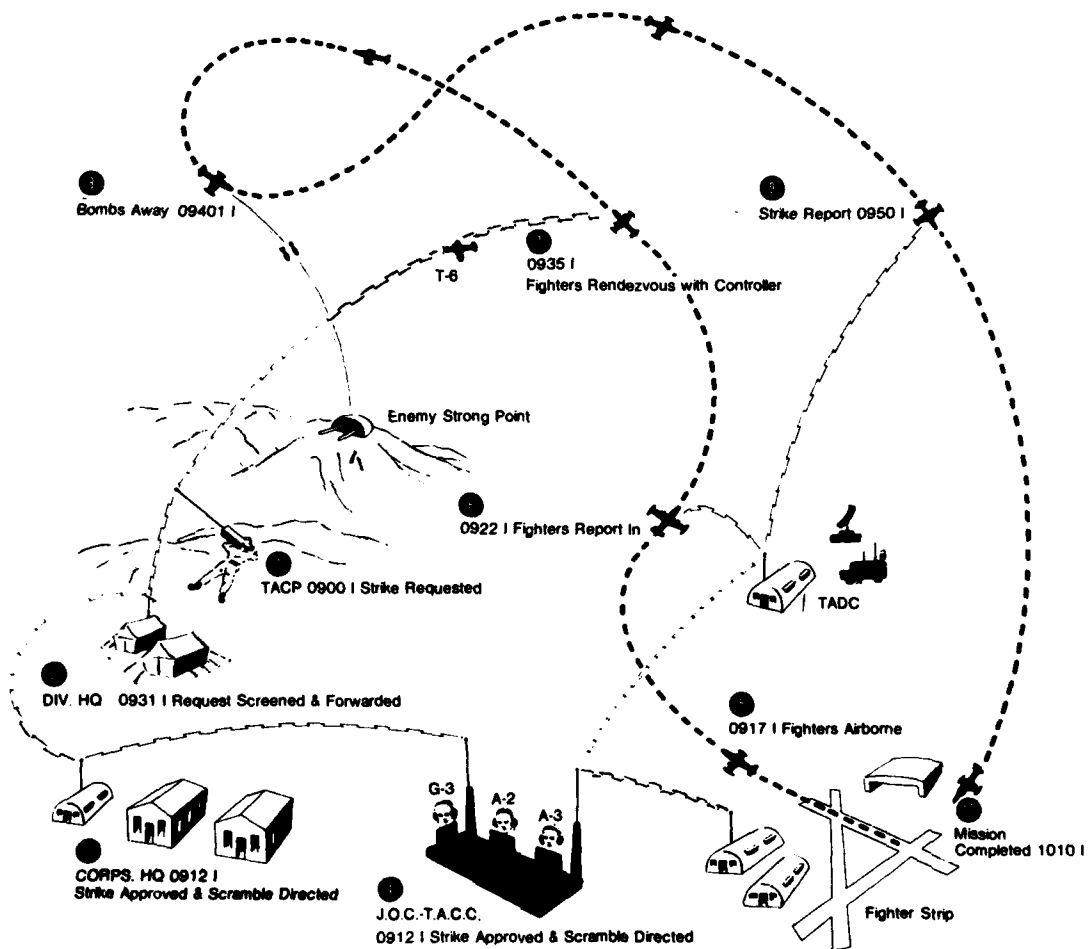 Bombs Away 09401 I
Strike Report 0950 I
T-6
0935 I
Fighters Rendezvous with Controller
Enemy Strong Point
0922 I Fighters Report In
TACP 0900 I Strike Requested
TADC
DIV. HQ 0931 I Request Screened & Forwarded
0917 I Fighters Airborne
G-3
A-2
A-3
Mission
Completed 1010 I
CORPS. HQ 0912 I
Strike Approved & Scramble Directed
J.O.C.-T.A.C.C.
0912 I Strike Approved & Scramble Directed
Fighter Strip